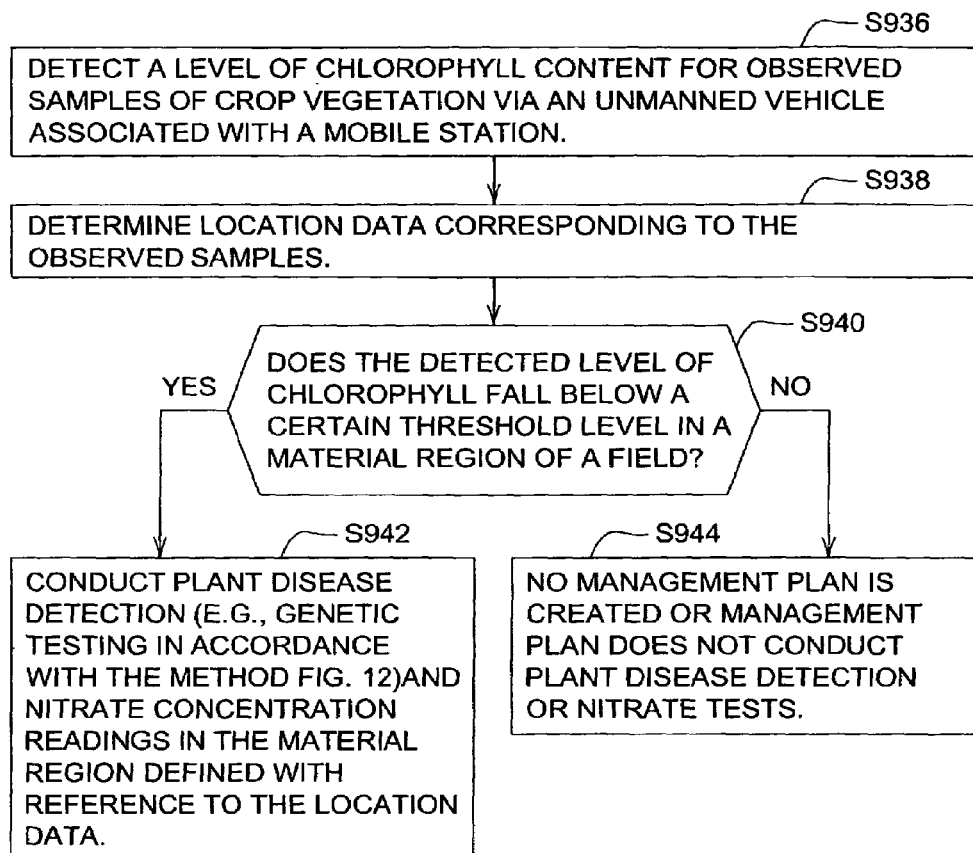 S936
DETECT A LEVEL OF CHLOROPHYLL CONTENT FOR OBSERVED
SAMPLES OF CROP VEGETATION VIA AN UNMANNED VEHICLE
ASSOCIATED WITH A MOBILE STATION.
S938
DETERMINE LOCATION DATA CORRESPONDING TO THE
OBSERVED SAMPLES.
S940
DOES THE DETECTED LEVEL OF
CHLOROPHYLL FALL BELOW A
CERTAIN THRESHOLD LEVEL IN A
MATERIAL REGION OF A FIELD?
YES
NO
S942
CONDUCT PLANT DISEASE
DETECTION (E.G., GENETIC
TESTING IN ACCORDANCE
WITH THE METHOD FIG. 12)AND
NITRATE CONCENTRATION
READINGS IN THE MATERIAL
REGION DEFINED WITH
REFERENCE TO THE LOCATION
DATA.
S944
NO MANAGEMENT PLAN IS
CREATED OR MANAGEMENT
PLAN DOES NOT CONDUCT
PLANT DISEASE DETECTION
OR NITRATE TESTS.